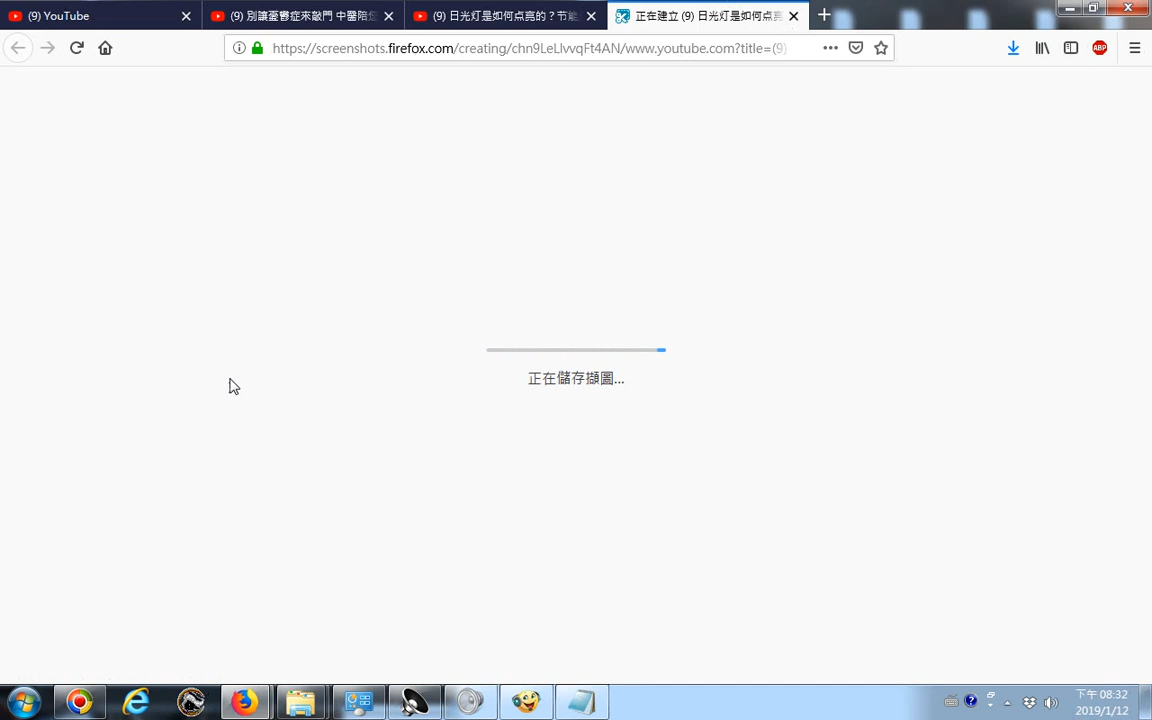 (9) YouTube
(9) 別讓憂鬱症來敲門 中醫陪您
(9) 日光灯是如何点亮的？节能
正在建立 (9) 日光灯是如何点亮
https://screenshots.firefox.com/creating/chn9LeLlvvqFt4AN/www.youtube.com?title=(9)
ABP
正在儲存擷圖...
下午 08:32
2019/1/12